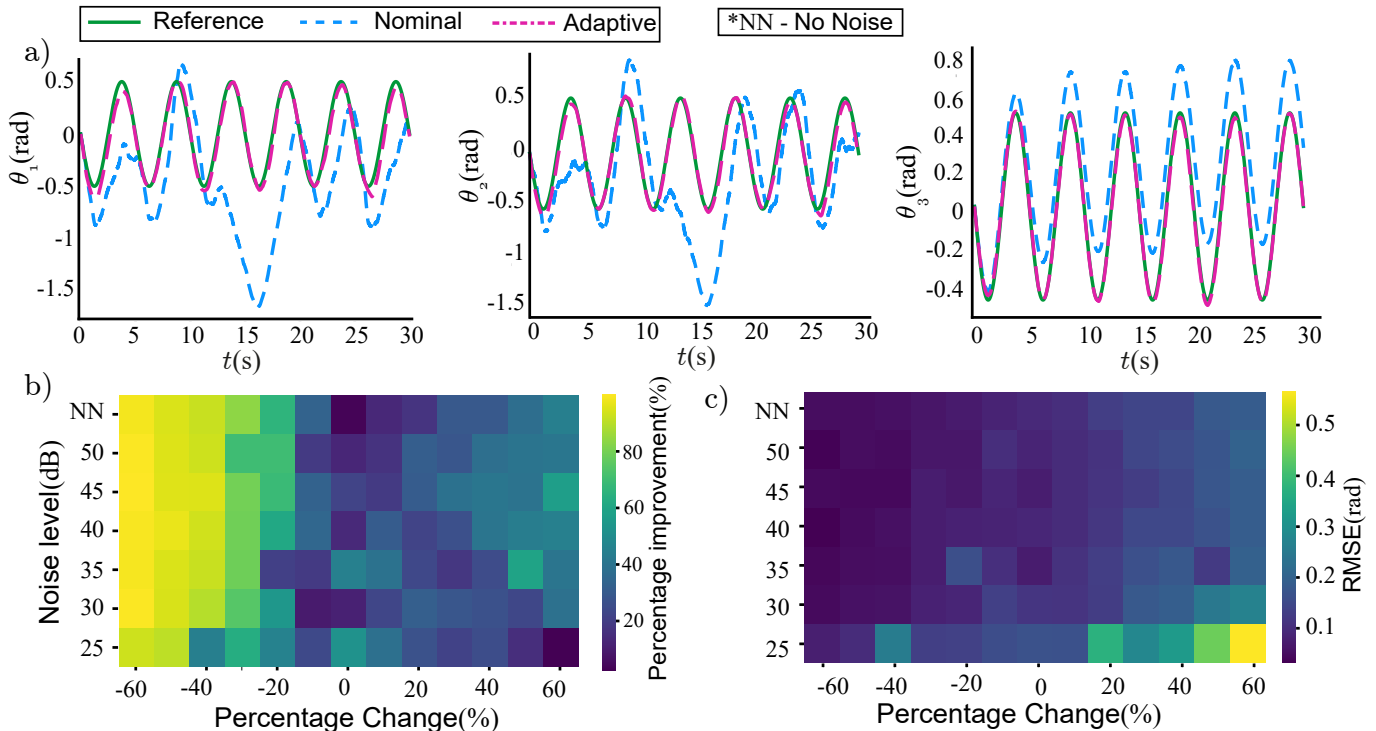 Reference Nominal Adaptive *NN - No Noise
a)
0.5
0
-0.5
-1
-1.5
θ₁(rad)
0 5 10 15 20 25 30
t(s)
0.5
0
-0.5
-1
-1.5
θ₂(rad)
0 5 10 15 20 25 30
t(s)
0.8
0.6
0.4
0.2
0
-0.2
-0.4
θ₃(rad)
0 5 10 15 20 25 30
t(s)
b)
NN
50
45
40
35
30
25
Noise level(dB)
-60 -40 -20 0 20 40 60
Percentage Change(%)
80
60
40
20
Percentage improvement(%)
c)
NN
50
45
40
35
30
25
-60 -40 -20 0 20 40 60
Percentage Change(%)
0.5
0.4
0.3
0.2
0.1
RMSE(rad)